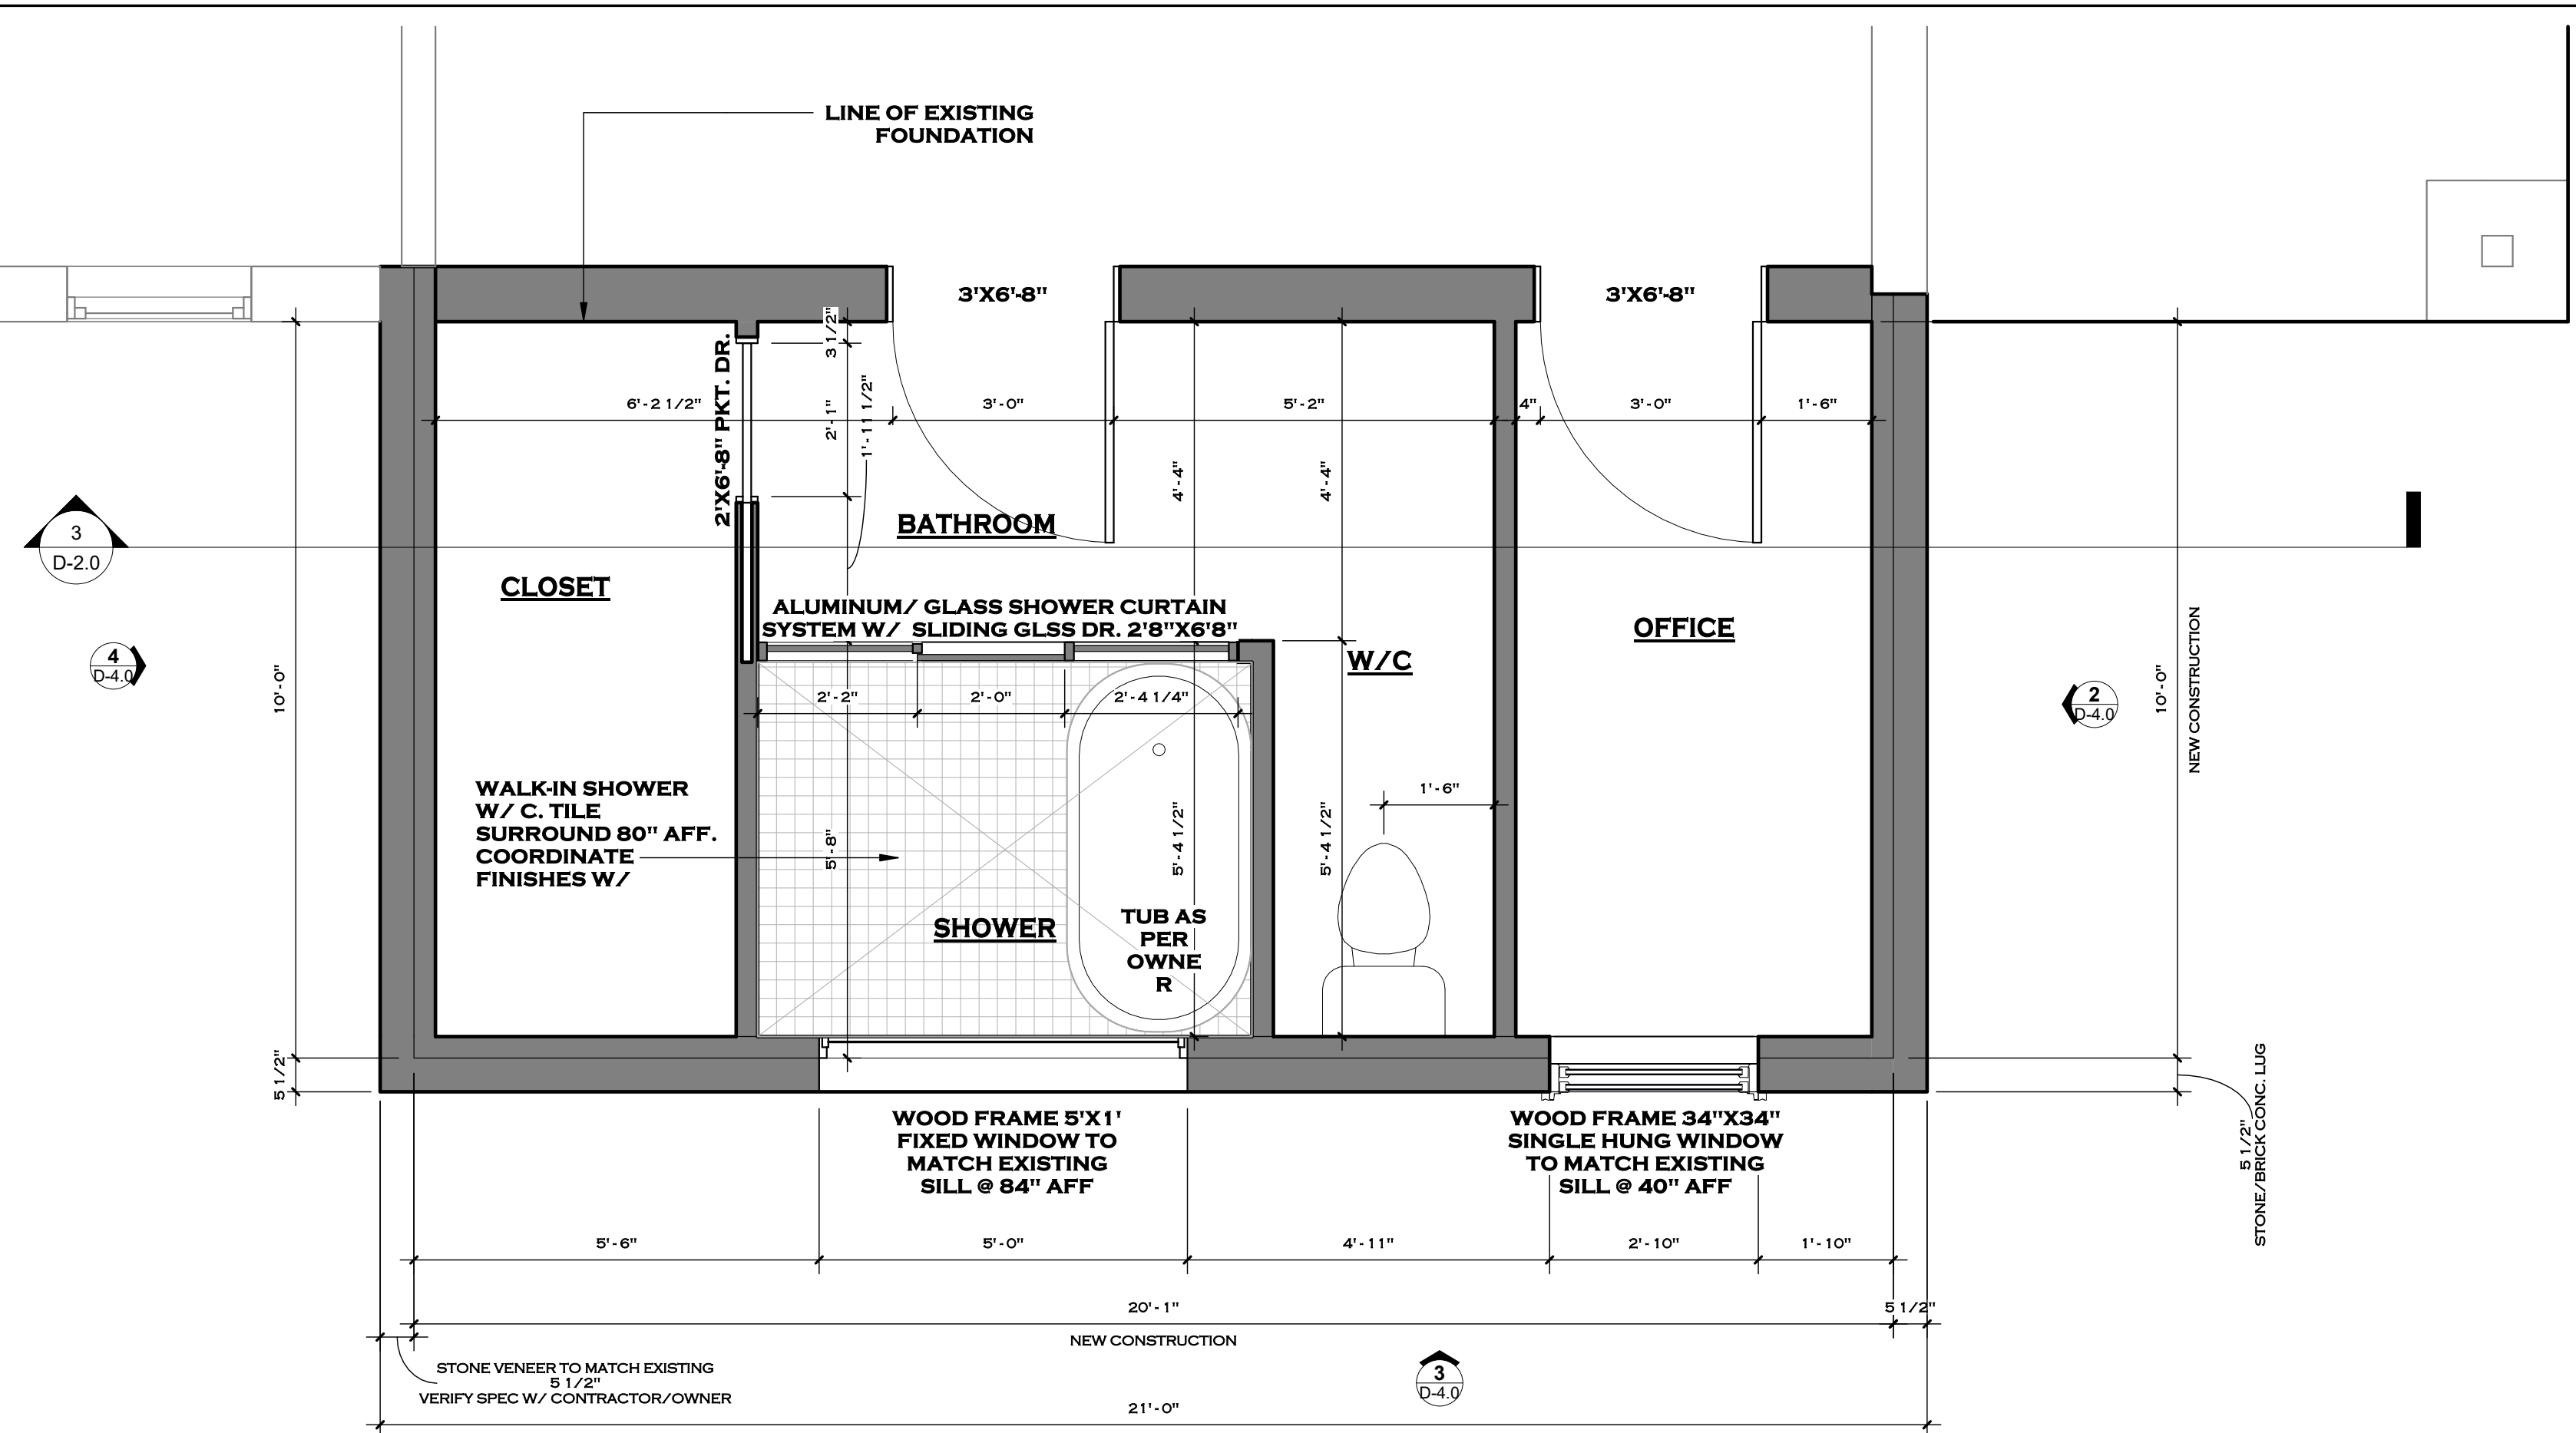 LINE OF EXISTING
FOUNDATION
3'X6'-8"
3'X6'-8"
3 1/2"
2'X6'-8" PKT. DR.
6'- 2 1/2"
2'- 1"
1'- 11 1/2"
3'- 0"
5'- 2"
4"
3'- 0"
1'- 6"
4'- 4"
4'- 4"
3
D-2.0
BATHROOM
CLOSET
ALUMINUM/ GLASS SHOWER CURTAIN
SYSTEM W/ SLIDING GLSS DR. 2'8"X6'8"
OFFICE
W/C
4
D-4.0
10'- 0"
2'- 2"
2'- 0"
2'- 4 1/4"
2
D-4.0
10'- 0"
NEW CONSTRUCTION
WALK-IN SHOWER
W/ C. TILE
SURROUND 80" AFF.
COORDINATE
FINISHES W/
5'- 8"
5'- 4 1/2"
5'- 4 1/2"
1'- 6"
SHOWER
TUB AS
PER
OWNE
R
5 1/2"
WOOD FRAME 5'X1'
FIXED WINDOW TO
MATCH EXISTING
SILL @ 84" AFF
WOOD FRAME 34"X34"
SINGLE HUNG WINDOW
TO MATCH EXISTING
SILL @ 40" AFF
5 1/2"
STONE/BRICK CONC. LUG
5'- 6"
5'- 0"
4'- 11"
2'- 10"
1'- 10"
20'- 1"
5 1/2"
NEW CONSTRUCTION
STONE VENEER TO MATCH EXISTING
5 1/2"
VERIFY SPEC W/ CONTRACTOR/OWNER
3
D-4.0
21'- 0"